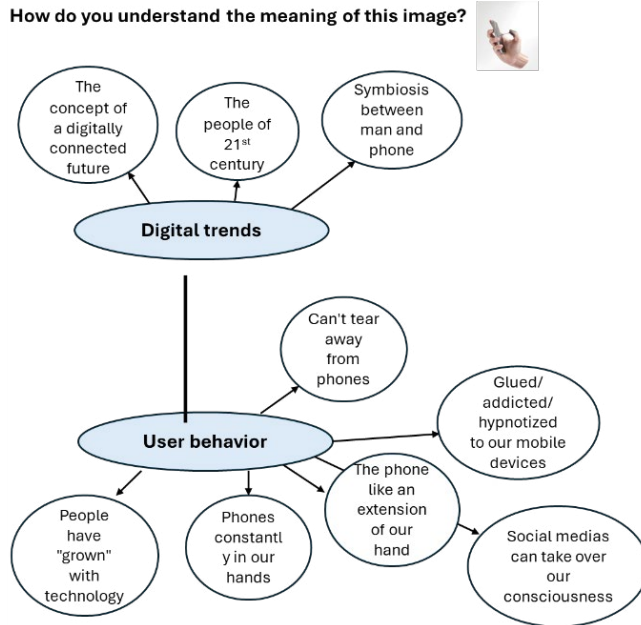 How do you understand the meaning of this image?
The
concept of
a digitally
connected
future
The
people of
21st
century
Symbiosis
between
man and
phone
Digital trends
Can't tear
away
from
phones
Glued/
addicted/
hypnotized
to our mobile
devices
User behavior
The phone
like an
extension
of our
hand
People
have
"grown"
with
technology
Phones
constantl
y in our
hands
Social medias
can take over
our
consciousness